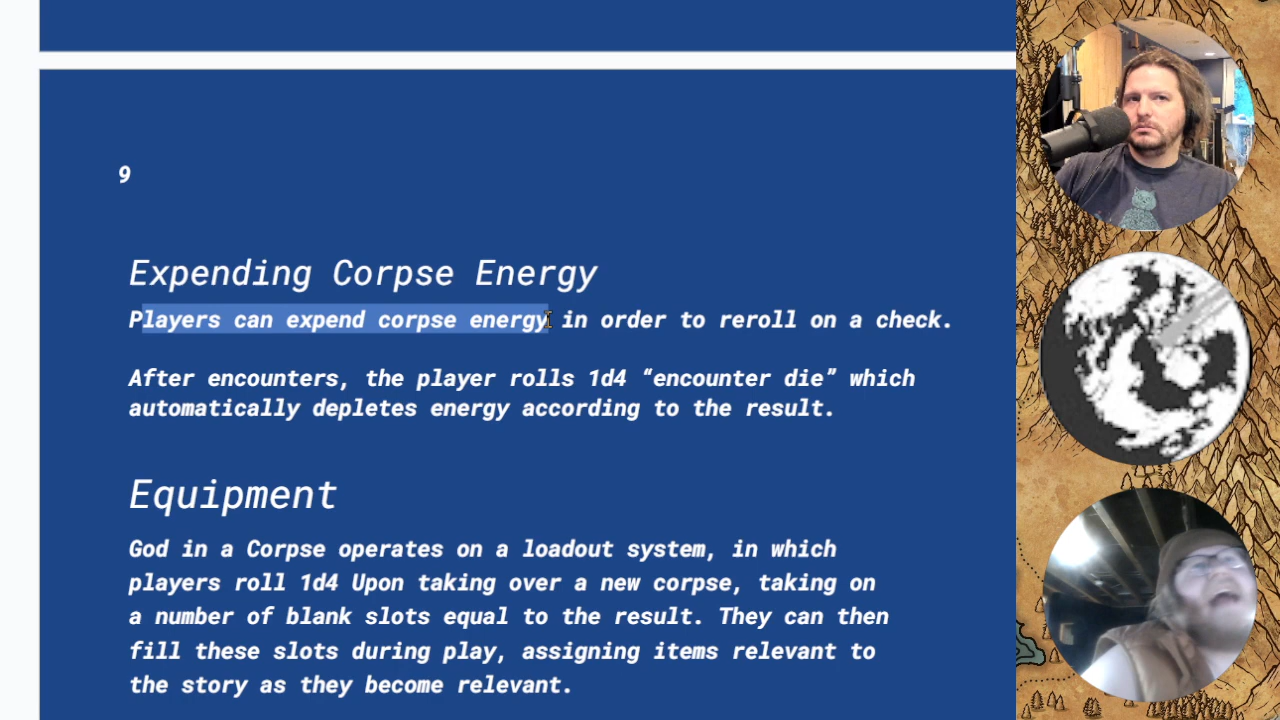 9
Expending Corpse Energy
Players can expend corpse energy in order to reroll on a check.
After encounters, the player rolls 1d4 “encounter die” which
automatically depletes energy according to the result.
Equipment
God in a Corpse operates on a loadout system, in which
players roll 1d4 Upon taking over a new corpse, taking on
a number of blank slots equal to the result. They can then
fill these slots during play, assigning items relevant to
the story as they become relevant.